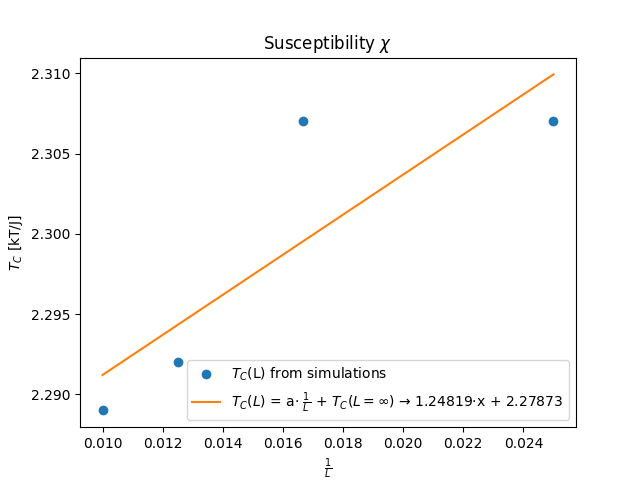 Susceptibility χ
2.310
2.305
2.300
2.295
2.290
T_C [kT/J]
T_C(L) from simulations
T_C(L) = a· 1/L + T_C(L = ∞) → 1.24819·x + 2.27873
0.010 0.012 0.014 0.016 0.018 0.020 0.022 0.024
1/L